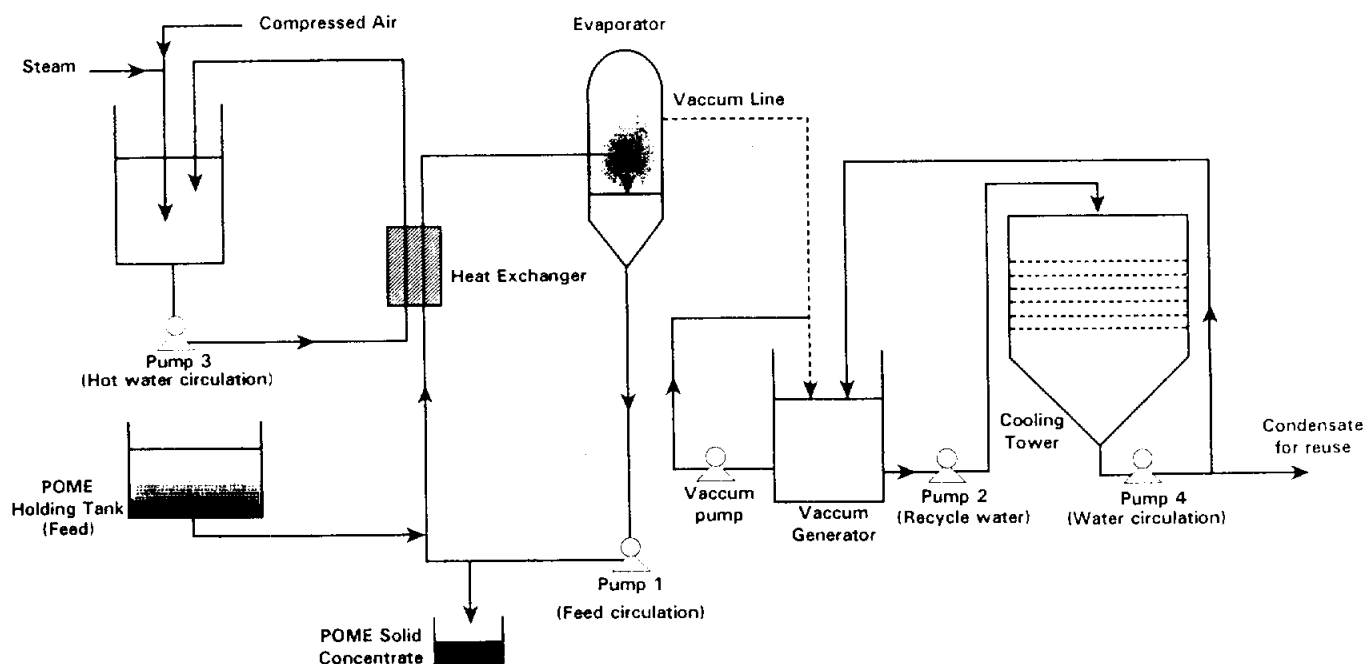 Compressed Air
Evaporator
Steam
Vaccum Line
Heat Exchanger
Pump 3
(Hot water circulation)
Cooling
Tower
Condensate
for reuse
POME
Holding Tank
(Feed)
Vaccum
pump
Vaccum
Generator
Pump 2
(Recycle water)
Pump 4
(Water circulation)
Pump 1
(Feed circulation)
POME Solid
Concentrate